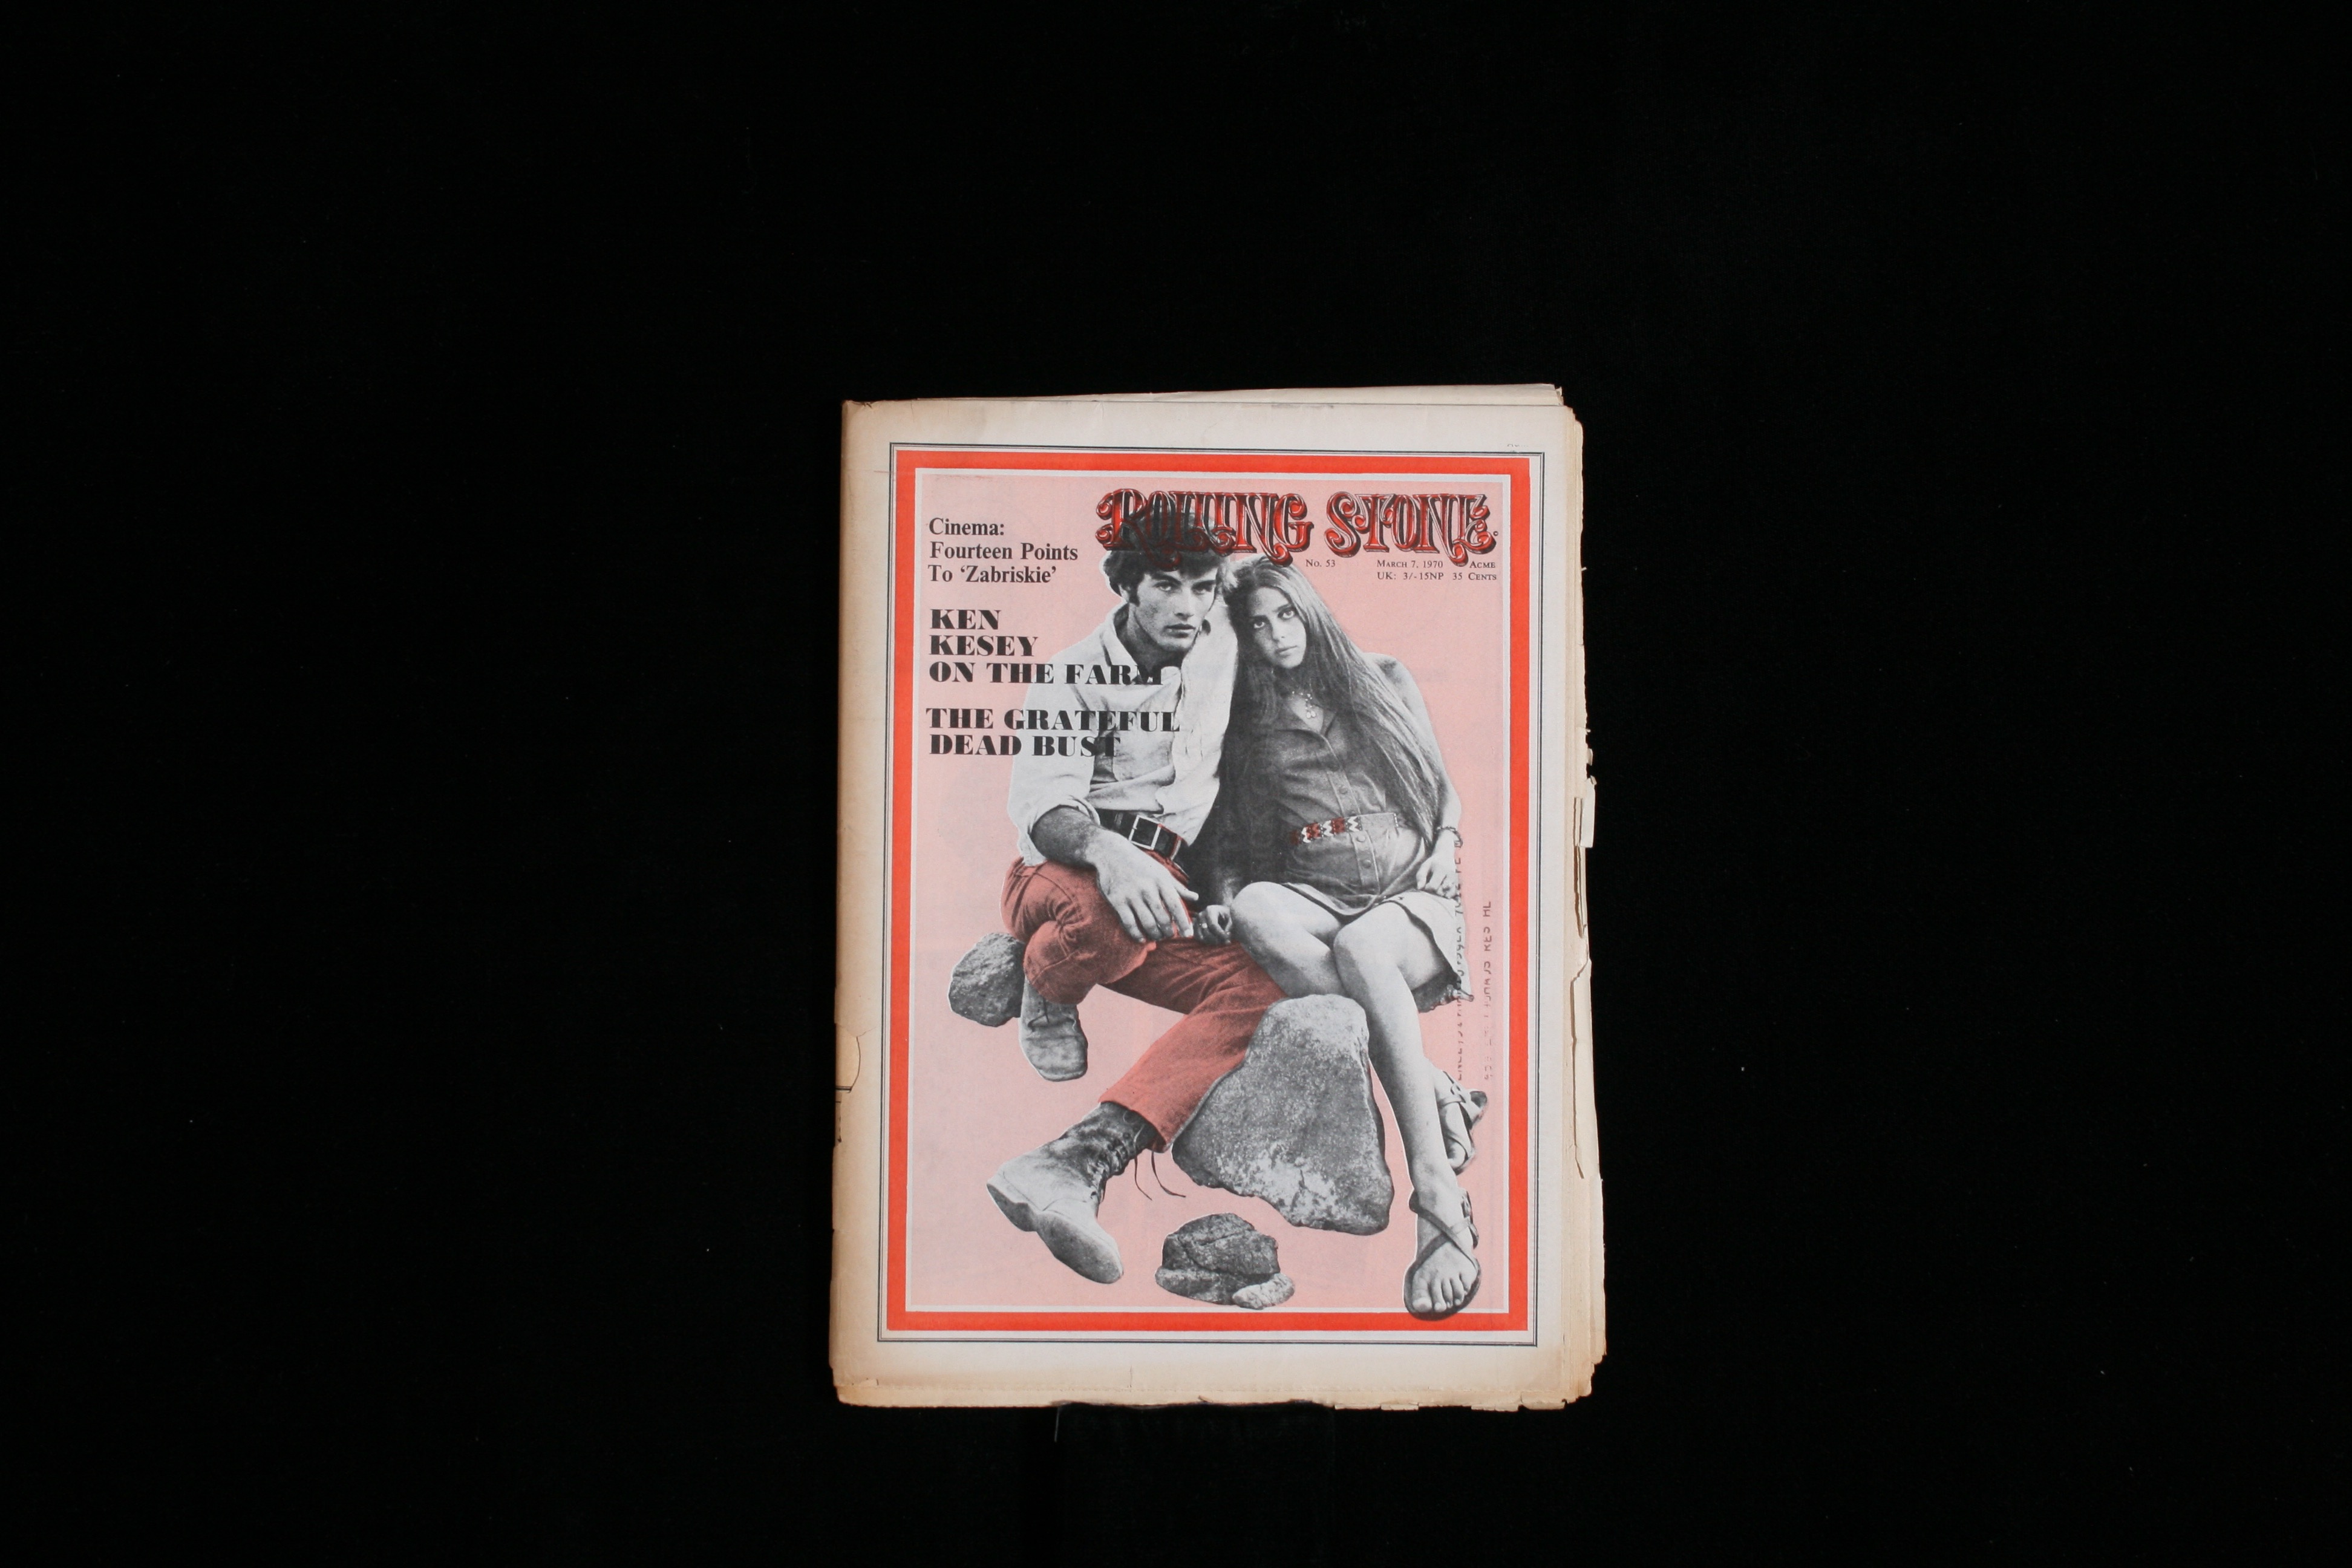 ROLLING STONE
No. 53 March 7, 1970 Acme
UK: 3/-15NP 35 Cents
Cinema:
Fourteen Points
To ‘Zabriskie’
KEN
KESEY
ON THE FARM
THE GRATEFUL
DEAD BUST